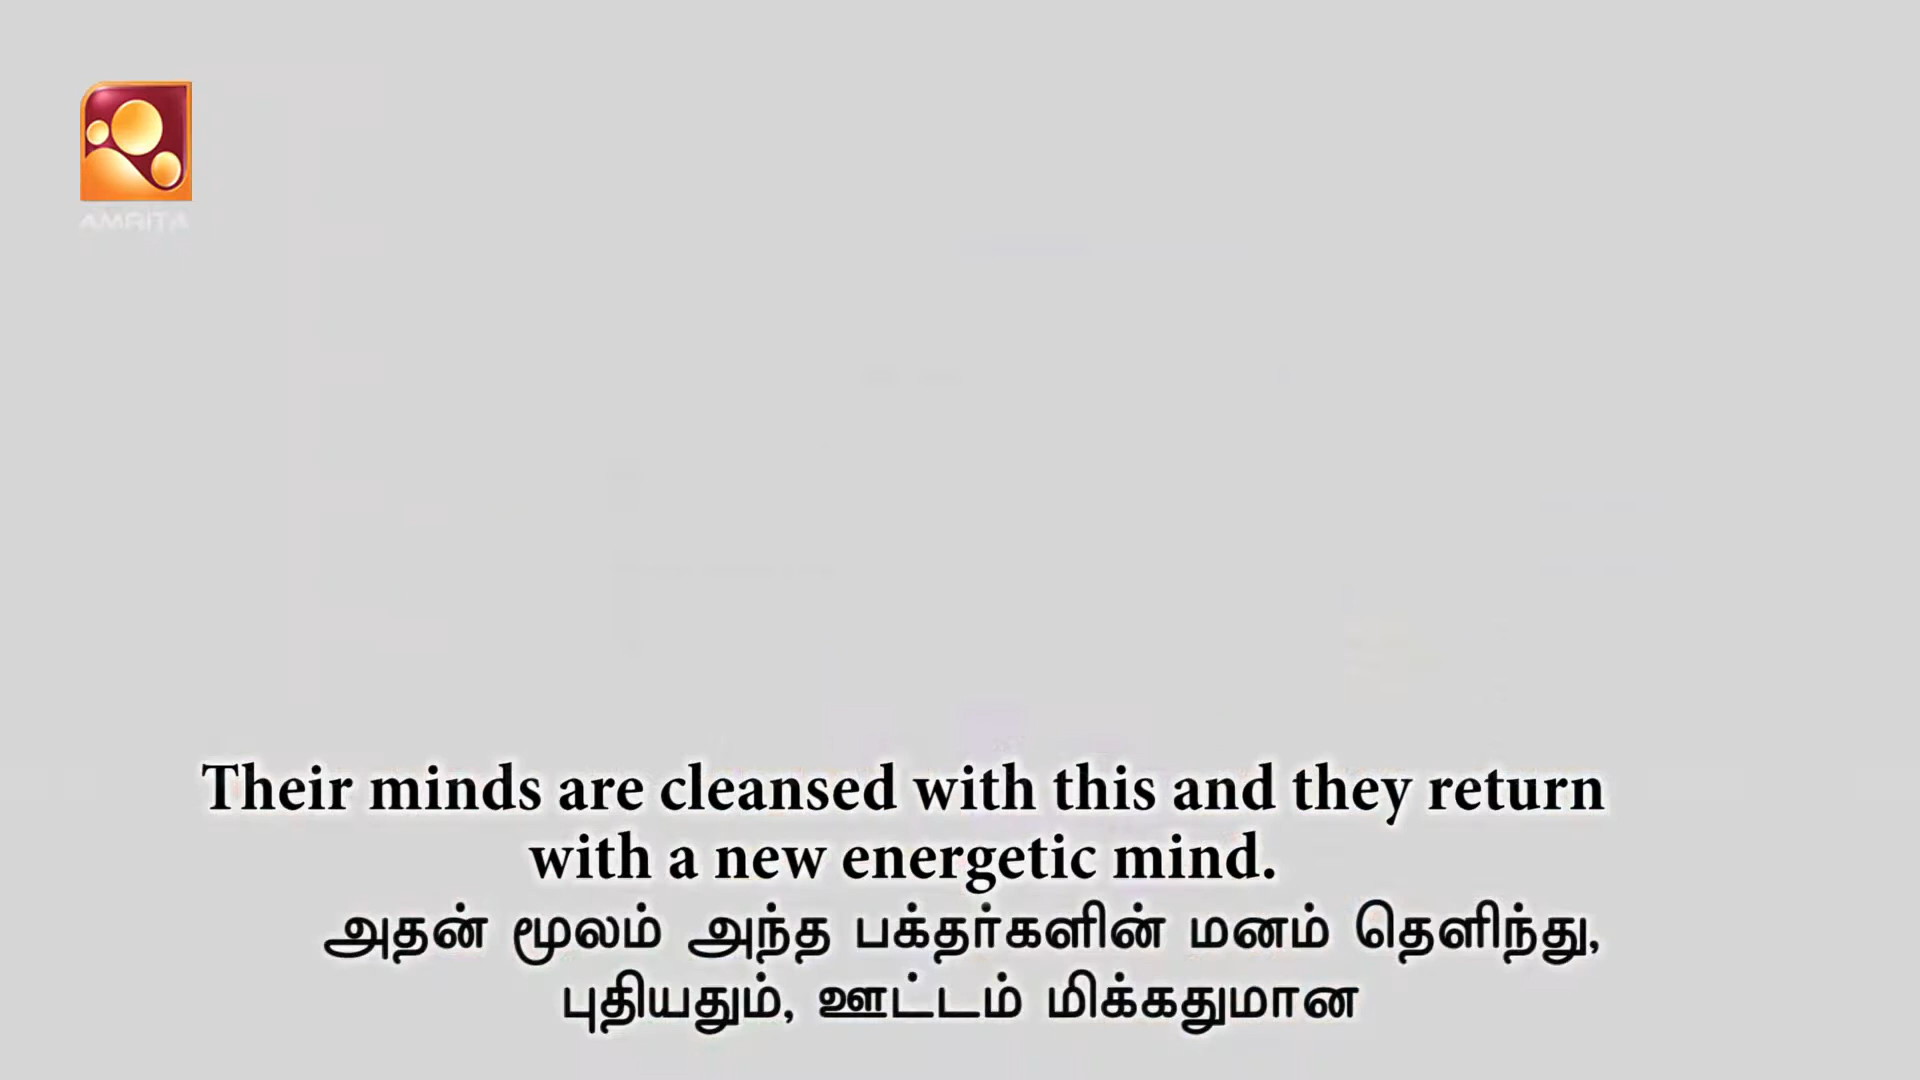 AMRITA
Their minds are cleansed with this and they return
with a new energetic mind.
அதன் மூலம் அந்த பக்தர்களின் மனம் தெளிந்து,
புதியதும், ஊட்டம் மிக்கதுமான